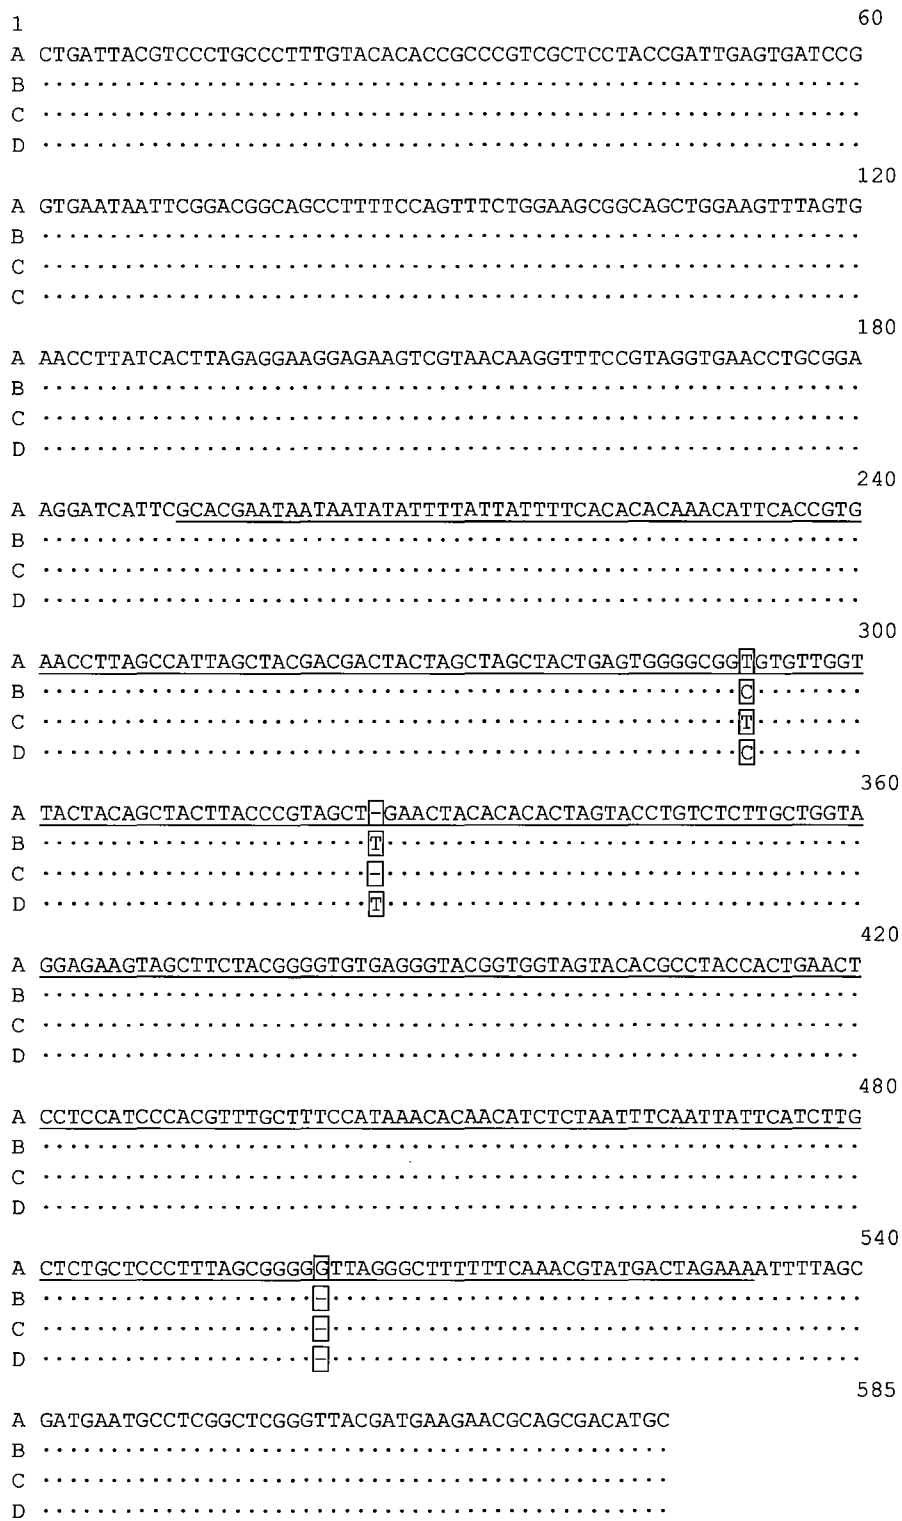 1 60
A CTGATTACGTCCCTGCCCTTTGTACACACCGCCCGTCGCTCCTACCGATTGAGTGATCCG
B ····························································
C ····························································
D ····························································
120
A GTGAATAATTCGGACGGCAGCCTTTTCCAGTTTCTGGAAGCGGCAGCTGGAAGTTTAGTG
B ····························································
C ····························································
C ····························································
180
A AACCTTATCACTTAGAGGAAGGAGAAGTCGTAACAAGGTTTCCGTAGGTGAACCTGCGGA
B ····························································
C ····························································
D ····························································
240
A AGGATCATTCGCACGAATAATAATATATTTTATTATTTTCACACACAAACATTCACCGTG
B ····························································
C ····························································
D ····························································
300
A AACCTTAGCCATTAGCTACGACGACTACTAGCTAGCTACTGAGTGGGGCGGTGTGTTGGT
B ···················································C········
C ···················································T········
D ···················································C········
360
A TACTACAGCTACTTACCCGTAGCT-GAACTACACACACTAGTACCTGTCTCTTGCTGGTA
B ························T···································
C ························-···································
D ························T···································
420
A GGAGAAGTAGCTTCTACGGGGTGTGAGGGTACGGTGGTAGTACACGCCTACCACTGAACT
B ····························································
C ····························································
D ····························································
480
A CCTCCATCCCACGTTTGCTTTCCATAAACACAACATCTCTAATTTCAATTATTCATCTTG
B ····························································
C ····························································
D ····························································
540
A CTCTGCTCCCTTTAGCGGGGGTTAGGGCTTTTTTCAAACGTATGACTAGAAAATTTTAGC
B ····················-·······································
C ····················-·······································
D ····················-·······································
585
A GATGAATGCCTCGGCTCGGGTTACGATGAAGAACGCAGCGACATGC
B ··············································
C ··············································
D ··············································